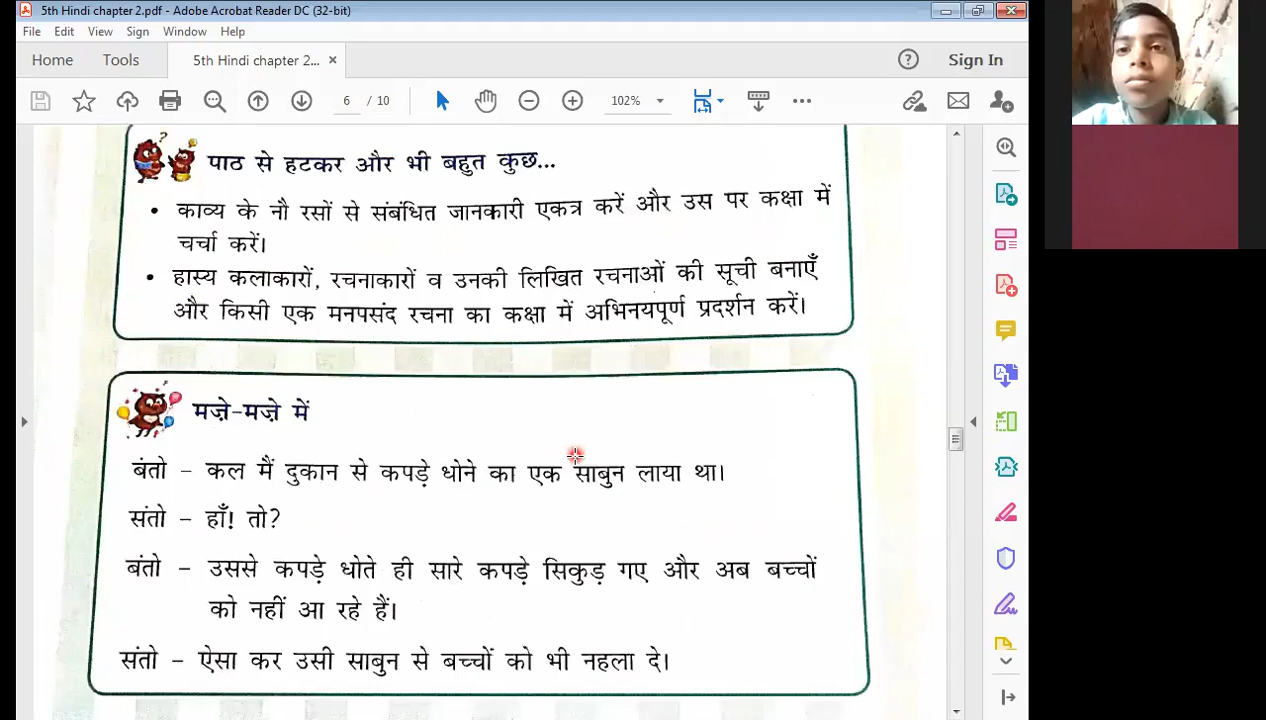 5th Hindi chapter 2.pdf - Adobe Acrobat Reader DC (32-bit)
File Edit View Sign Window Help
Home Tools 5th Hindi chapter 2... × Sign In
6 / 10 102%
पाठ से हटकर और भी बहुत कुछ...
• काव्य के नौ रसों से संबंधित जानकारी एकत्र करें और उस पर कक्षा में
चर्चा करें।
• हास्य कलाकारों, रचनाकारों व उनकी लिखित रचनाओं की सूची बनाएँ
और किसी एक मनपसंद रचना का कक्षा में अभिनयपूर्ण प्रदर्शन करें।
मज़े-मज़े में
बंतो – कल मैं दुकान से कपड़े धोने का एक साबुन लाया था।
संतो – हाँ! तो?
बंतो – उससे कपड़े धोते ही सारे कपड़े सिकुड़ गए और अब बच्चों
को नहीं आ रहे हैं।
संतो – ऐसा कर उसी साबुन से बच्चों को भी नहला दे।